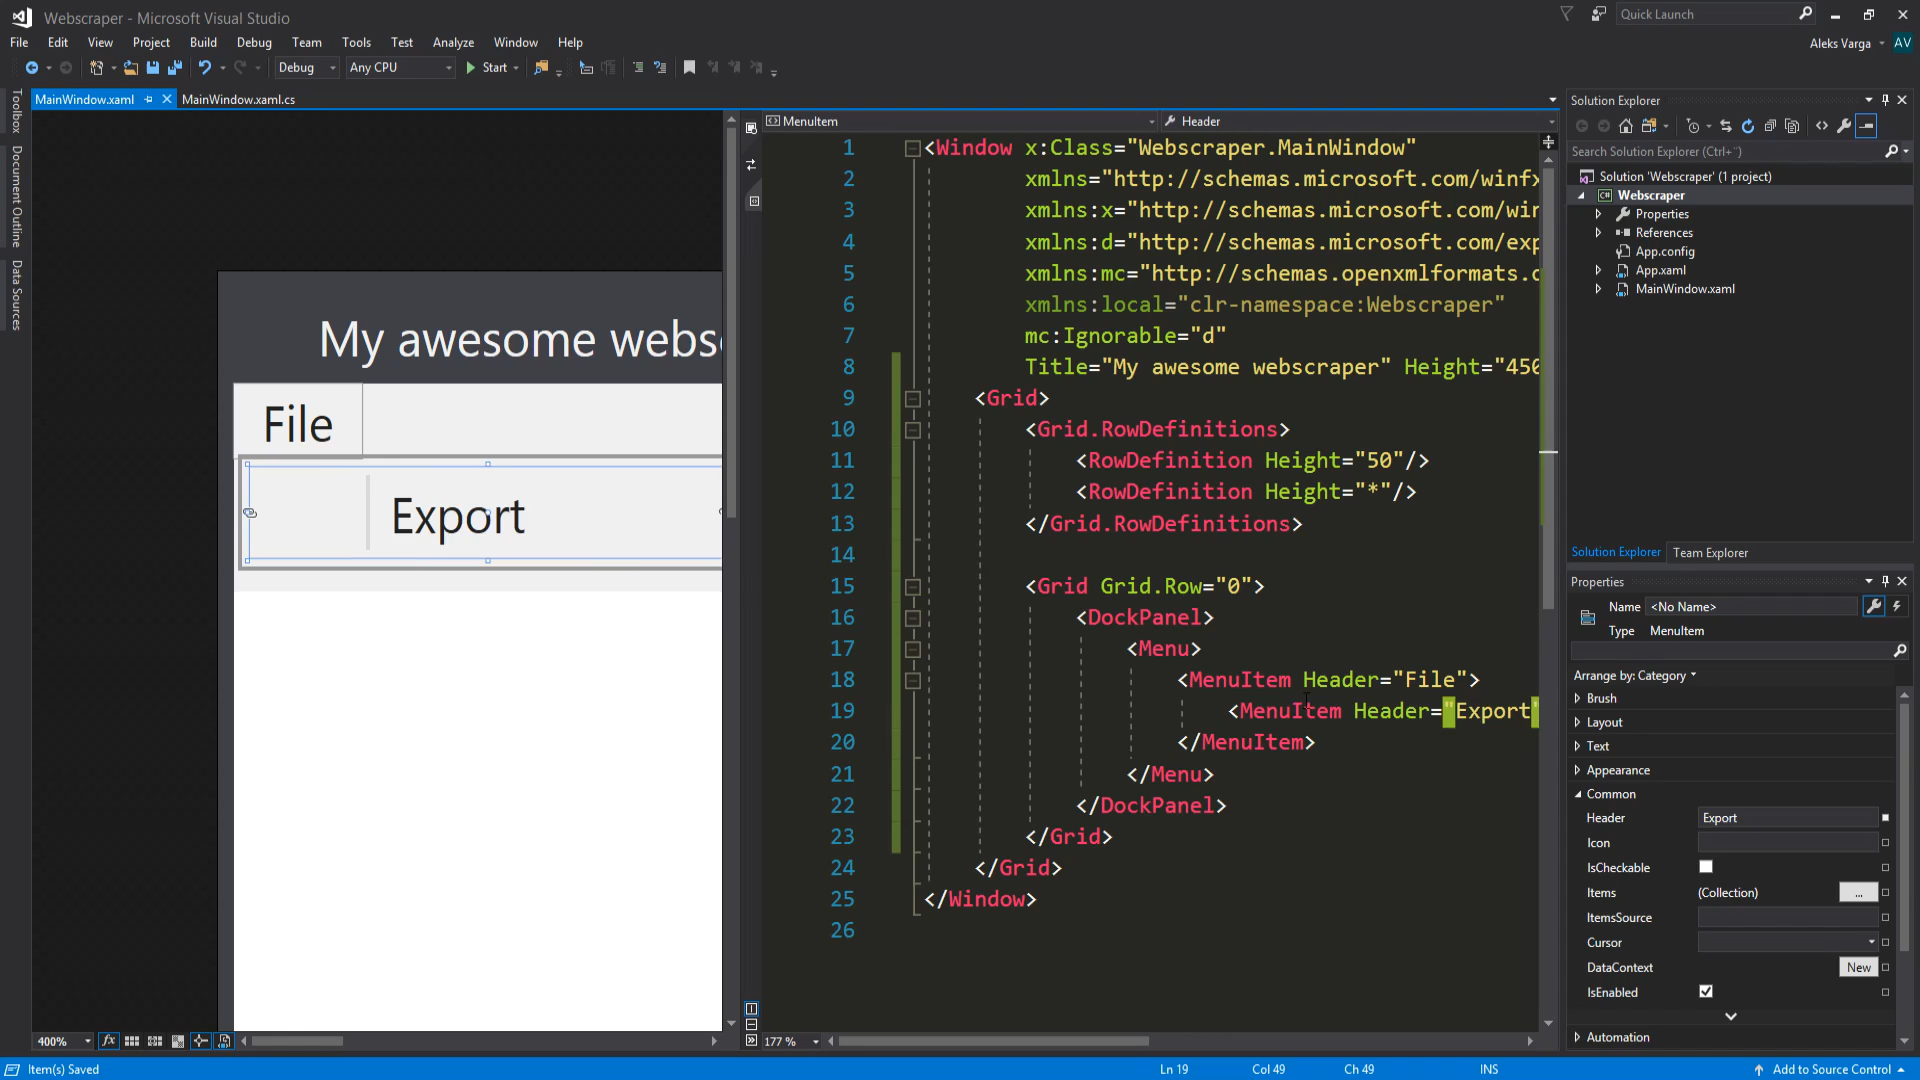 Webscraper - Microsoft Visual Studio
Quick Launch
File Edit View Project Build Debug Team Tools Test Analyze Window Help
Aleks Varga AV
Debug Any CPU Start
MainWindow.xaml MainWindow.xaml.cs
Toolbox
Document Outline
Data Sources
My awesome webs
File
Export
MenuItem Header
1 <Window x:Class="Webscraper.MainWindow"
2 xmlns="http://schemas.microsoft.com/winfx
3 xmlns:x="http://schemas.microsoft.com/win
4 xmlns:d="http://schemas.microsoft.com/exp
5 xmlns:mc="http://schemas.openxmlformats.o
6 xmlns:local="clr-namespace:Webscraper"
7 mc:Ignorable="d"
8 Title="My awesome webscraper" Height="450
9 <Grid>
10 <Grid.RowDefinitions>
11 <RowDefinition Height="50"/>
12 <RowDefinition Height="*"/>
13 </Grid.RowDefinitions>
14
15 <Grid Grid.Row="0">
16 <DockPanel>
17 <Menu>
18 <MenuItem Header="File">
19 <MenuItem Header="Export"
20 </MenuItem>
21 </Menu>
22 </DockPanel>
23 </Grid>
24 </Grid>
25 </Window>
26
400%
177 %
Solution Explorer
Search Solution Explorer (Ctrl+¨)
Solution 'Webscraper' (1 project)
C# Webscraper
Properties
References
App.config
App.xaml
MainWindow.xaml
Solution Explorer Team Explorer
Properties
Name <No Name>
Type MenuItem
Arrange by: Category
Brush
Layout
Text
Appearance
Common
Header Export
Icon
IsCheckable
Items (Collection) ...
ItemsSource
Cursor
DataContext New
IsEnabled
Automation
Item(s) Saved Ln 19 Col 49 Ch 49 INS Add to Source Control